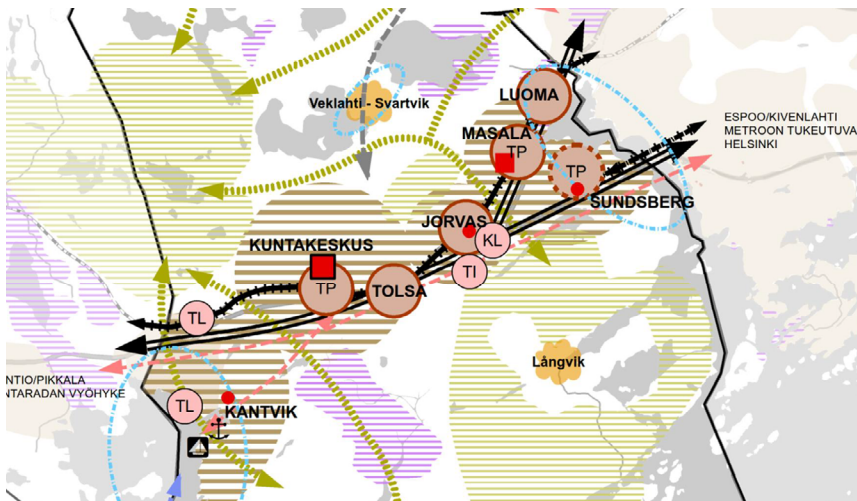 LUOMA
Veklahti - Svartvik
ESPOO/KIVENLAHTI
METROON TUKEUTUVA
HELSINKI
MASALA
TP
TP
SUNDSBERG
JORVAS
KL
KUNTAKESKUS
TI
TP
TOLSA
TL
Långvik
NTIO/PIKKALA
NTARADAN VYÖHYKE
TL
KANTVIK